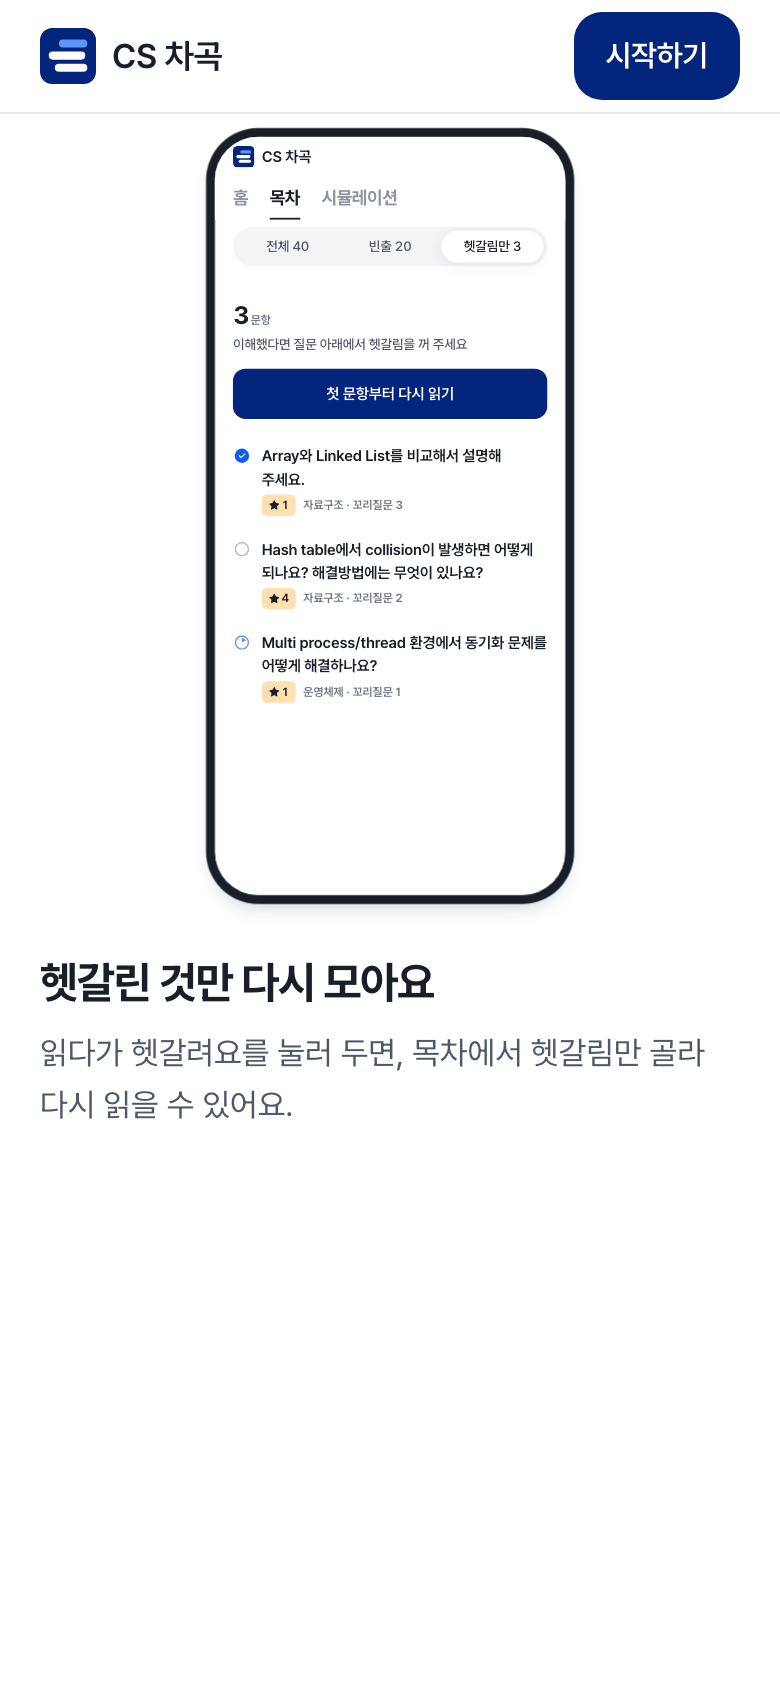 CS 차곡
시작하기
CS 차곡
홈 목차 시뮬레이션
전체 40 빈출 20 헷갈림만 3
3문항
이해했다면 질문 아래에서 헷갈림을 꺼 주세요
첫 문항부터 다시 읽기
Array와 Linked List를 비교해서 설명해
주세요.
★ 1 자료구조 · 꼬리질문 3
Hash table에서 collision이 발생하면 어떻게
되나요? 해결방법에는 무엇이 있나요?
★ 4 자료구조 · 꼬리질문 2
Multi process/thread 환경에서 동기화 문제를
어떻게 해결하나요?
★ 1 운영체제 · 꼬리질문 1
헷갈린 것만 다시 모아요
읽다가 헷갈려요를 눌러 두면, 목차에서 헷갈림만 골라
다시 읽을 수 있어요.